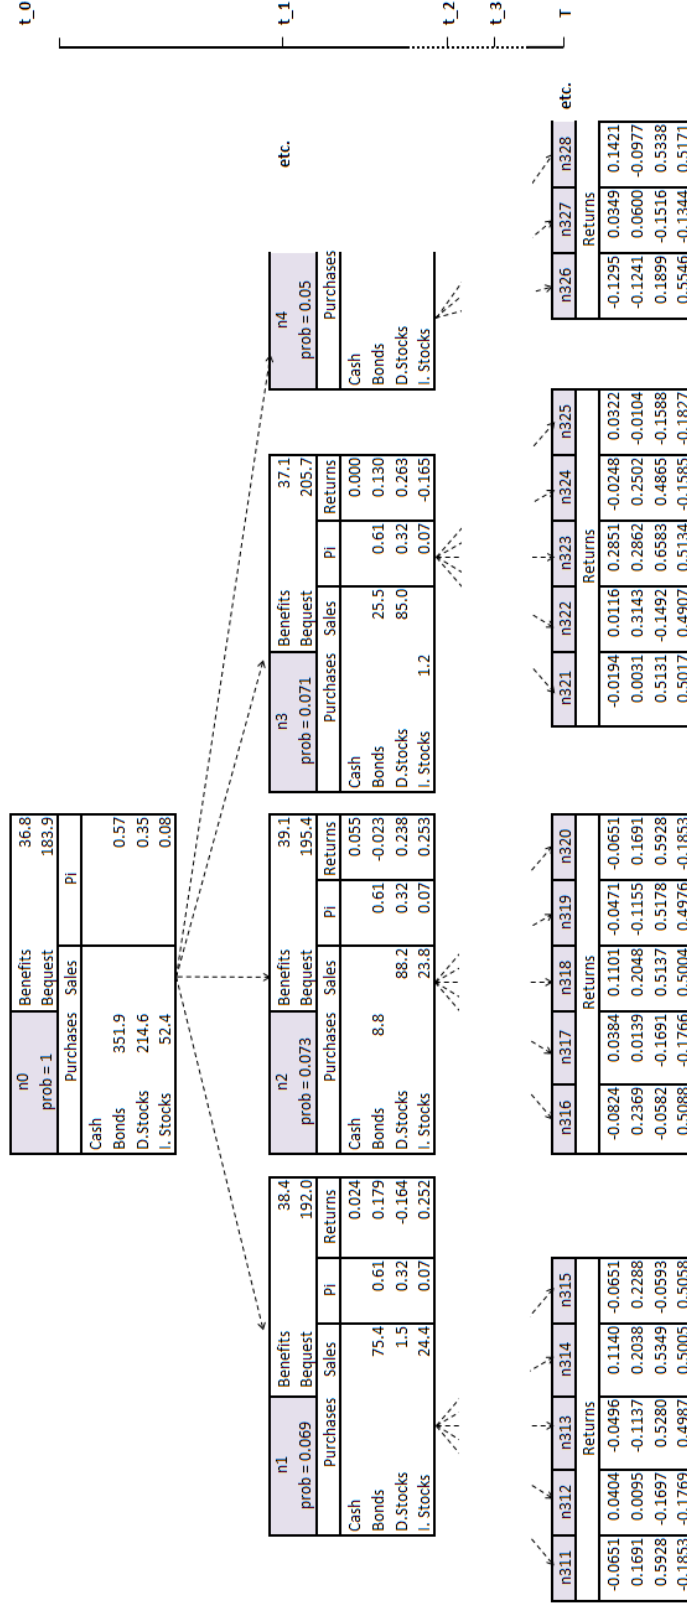 n0
prob = 1
Benefits 36.8
Bequest 183.9
Purchases Sales Pi
Cash
Bonds 351.9 0.57
D.Stocks 214.6 0.35
I. Stocks 52.4 0.08
t_0
n1
prob = 0.069
Benefits 38.4
Bequest 192.0
Purchases Sales Pi Returns
Cash 0.024
Bonds 75.4 0.61 0.179
D.Stocks 1.5 0.32 -0.164
I. Stocks 24.4 0.07 0.252
n2
prob = 0.073
Benefits 39.1
Bequest 195.4
Purchases Sales Pi Returns
Cash 0.055
Bonds 8.8 0.61 -0.023
D.Stocks 88.2 0.32 0.238
I. Stocks 23.8 0.07 0.253
n3
prob = 0.071
Benefits 37.1
Bequest 205.7
Purchases Sales Pi Returns
Cash 0.000
Bonds 25.5 0.61 0.130
D.Stocks 85.0 0.32 0.263
I. Stocks 1.2 0.07 -0.165
n4
prob = 0.05
Purchases
Cash
Bonds
D.Stocks
I. Stocks
etc.
t_1
t_2
t_3
n311 n312 n313 n314 n315
Returns
-0.0651 0.0404 -0.0496 0.1140 -0.0651
0.1691 0.0095 -0.1137 0.2038 0.2288
0.5928 -0.1697 0.5280 0.5349 -0.0593
-0.1853 -0.1769 0.4987 0.5005 0.5058
n316 n317 n318 n319 n320
Returns
-0.0824 0.0384 0.1101 -0.0471 -0.0651
0.2369 0.0139 0.2048 -0.1155 0.1691
-0.0582 -0.1691 0.5137 0.5178 0.5928
0.5088 -0.1766 0.5004 0.4976 -0.1853
n321 n322 n323 n324 n325
Returns
-0.0194 0.0116 0.2851 -0.0248 0.0322
0.0031 0.3143 0.2862 0.2502 -0.0104
0.5131 -0.1492 0.6583 0.4865 -0.1588
0.5017 0.4907 0.5134 -0.1585 -0.1827
n326 n327 n328
Returns
-0.1295 0.0349 0.1421
-0.1241 0.0600 -0.0977
0.1899 -0.1516 0.5338
0.5546 -0.1344 0.5171
etc.
T